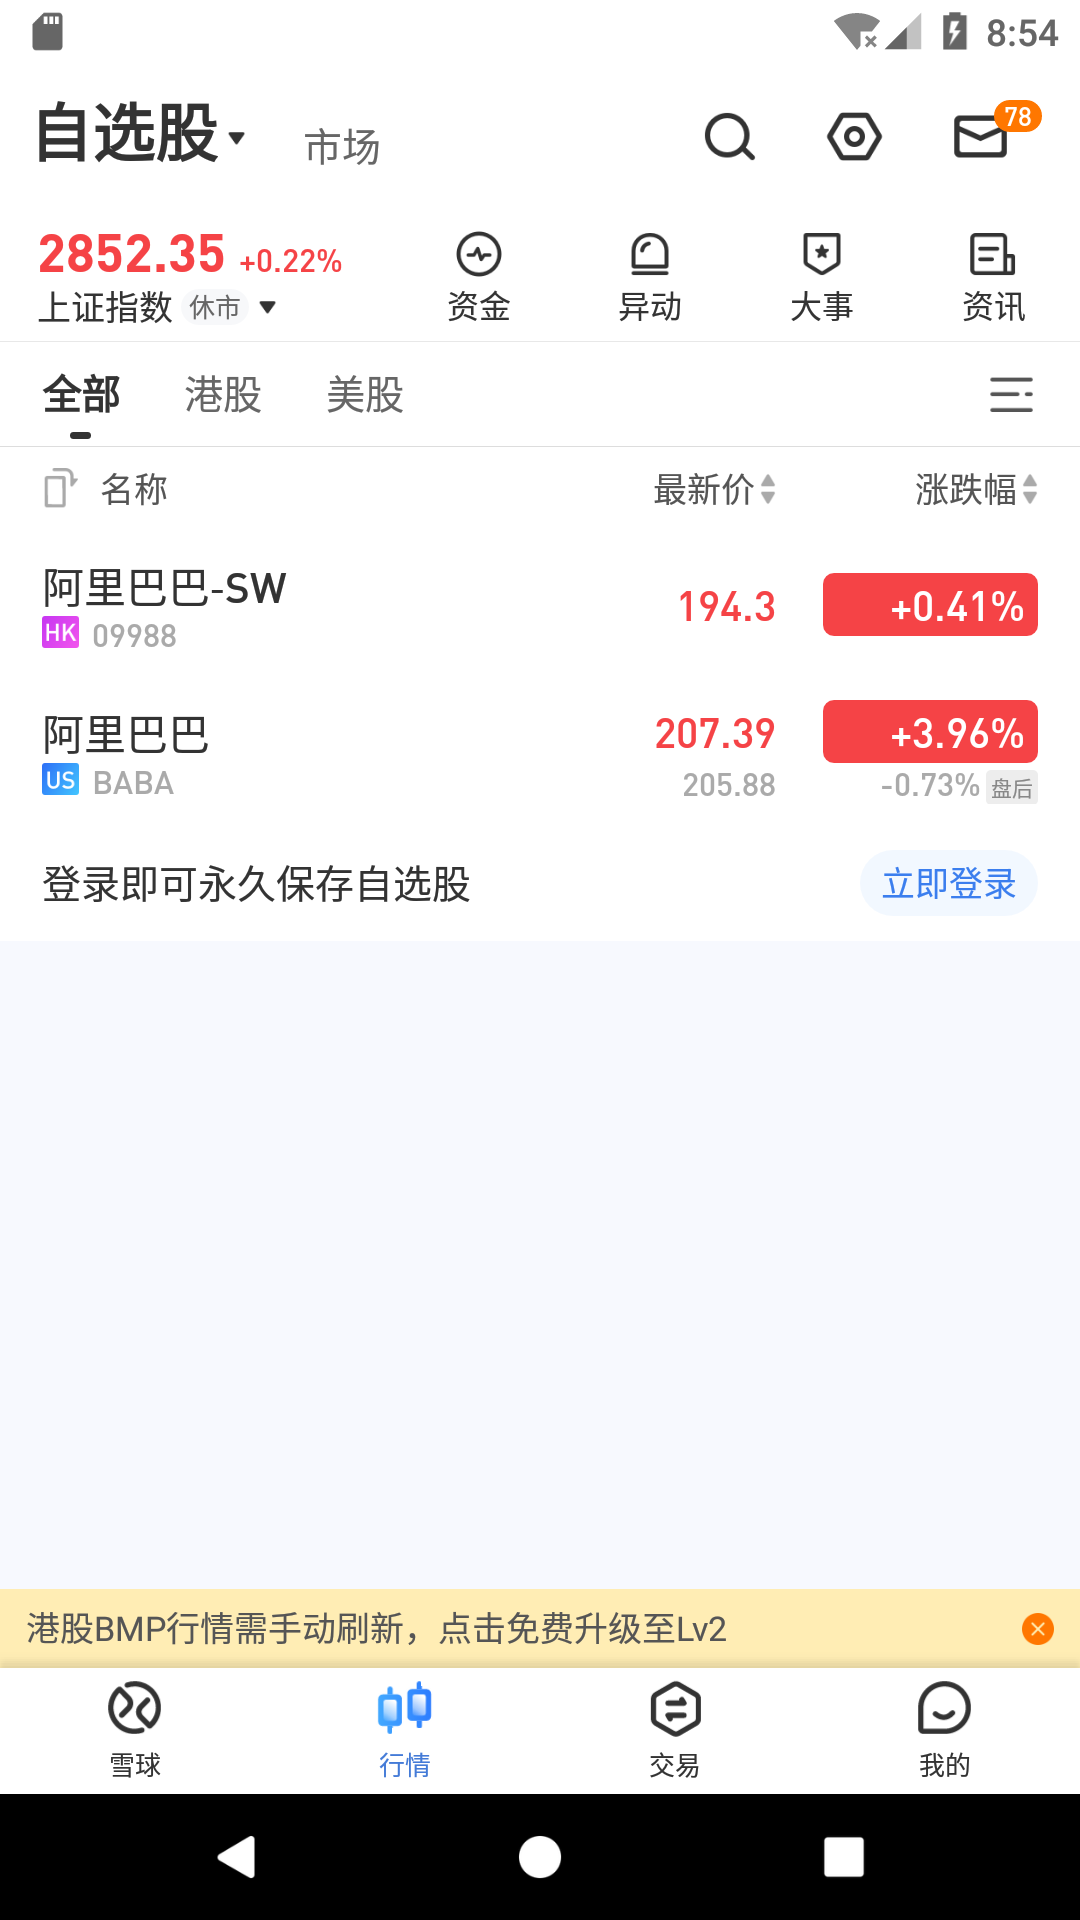 8:54
自选股 市场 78
2852.35 +0.22%
上证指数 休市
资金 异动 大事 资讯
全部 港股 美股
名称 最新价 涨跌幅
阿里巴巴-SW 194.3 +0.41%
HK 09988
阿里巴巴 207.39 +3.96%
US BABA 205.88 -0.73% 盘后
登录即可永久保存自选股 立即登录
港股BMP行情需手动刷新，点击免费升级至Lv2
雪球 行情 交易 我的